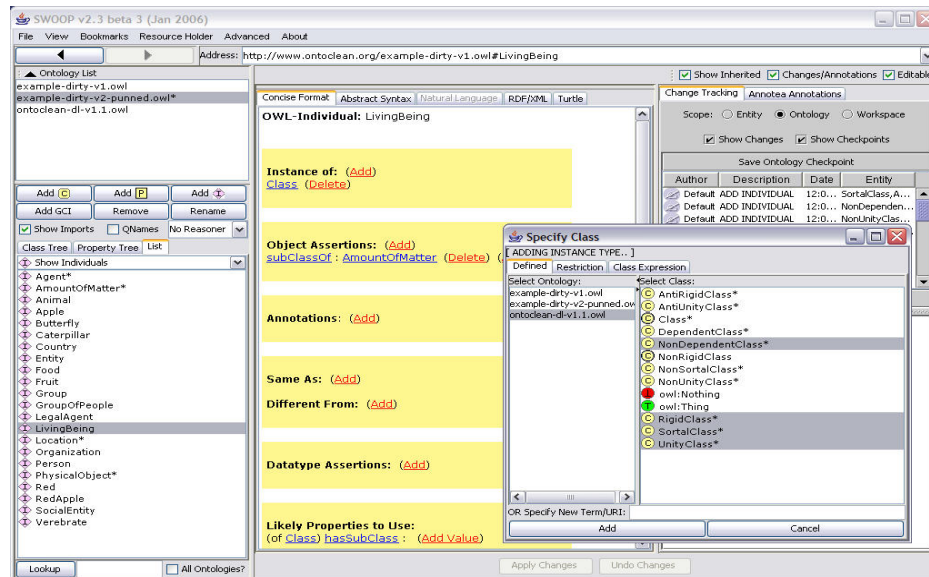 SWOOP v2.3 beta 3 (Jan 2006)
File View Bookmarks Resource Holder Advanced About
Address: http://www.ontoclean.org/example-dirty-v1.owl#LivingBeing
Ontology List
example-dirty-v1.owl
example-dirty-v2-punned.owl*
ontoclean-dl-v1.1.owl
Add C Add P Add I
Add GCI Remove Rename
Show Imports QNames No Reasoner
Class Tree Property Tree List
Show Individuals
Agent*
AmountOfMatter*
Animal
Apple
Butterfly
Caterpillar
Country
Entity
Food
Fruit
Group
GroupOfPeople
LegalAgent
LivingBeing
Location*
Organization
Person
PhysicalObject*
Red
RedApple
SocialEntity
Verebrate
Lookup All Ontologies?
Show Inherited Changes/Annotations Editable
Concise Format Abstract Syntax Natural Language RDF/XML Turtle
OWL-Individual: LivingBeing
Instance of: (Add)
Class (Delete)
Object Assertions: (Add)
subClassOf : AmountOfMatter (Delete)
Annotations: (Add)
Same As: (Add)
Different From: (Add)
Datatype Assertions: (Add)
Likely Properties to Use:
(of Class) hasSubClass : (Add Value)
Apply Changes Undo Changes
Change Tracking Annotea Annotations
Scope: Entity Ontology Workspace
Show Changes Show Checkpoints
Save Ontology Checkpoint
Author Description Date Entity
Default ADD INDIVIDUAL 12:0... SortalClass,A...
Default ADD INDIVIDUAL 12:0... NonDependen...
Default ADD INDIVIDUAL 12:0... NonUnityClas...
Specify Class
[ ADDING INSTANCE TYPE.. ]
Defined Restriction Class Expression
Select Ontology:
example-dirty-v1.owl
example-dirty-v2-punned.ow
ontoclean-dl-v1.1.owl
Select Class:
C AntiRigidClass*
C AntiUnityClass*
C Class*
C DependentClass*
C NonDependentClass*
C NonRigidClass
C NonSortalClass*
C NonUnityClass*
owl:Nothing
T owl:Thing
C RigidClass*
C SortalClass*
C UnityClass*
OR Specify New Term/URI:
Add Cancel